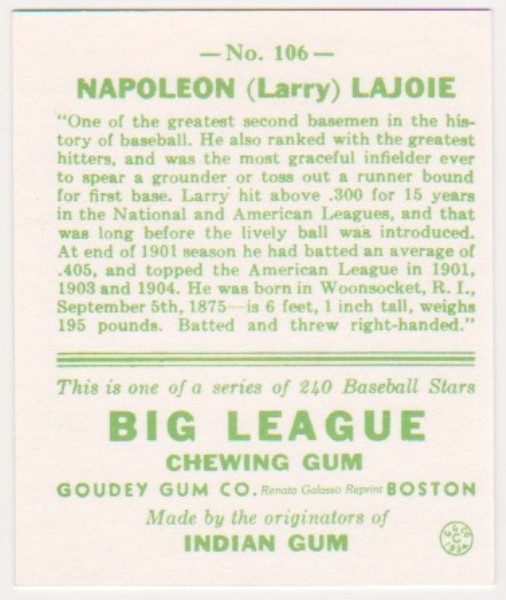 — No. 106 —
NAPOLEON (Larry) LAJOIE
"One of the greatest second basemen in the his-
tory of baseball. He also ranked with the greatest
hitters, and was the most graceful infielder ever
to spear a grounder or toss out a runner bound
for first base. Larry hit above .300 for 15 years
in the National and American Leagues, and that
was long before the lively ball was introduced.
At end of 1901 season he had batted an average of
.405, and topped the American League in 1901,
1903 and 1904. He was born in Woonsocket, R. I.,
September 5th, 1875—is 6 feet, 1 inch tall, weighs
195 pounds. Batted and threw right-handed."
This is one of a series of 240 Baseball Stars
BIG LEAGUE
CHEWING GUM
GOUDEY GUM CO. Renata Galasso Reprint BOSTON
Made by the originators of
INDIAN GUM
G.G.CO.
C
1934